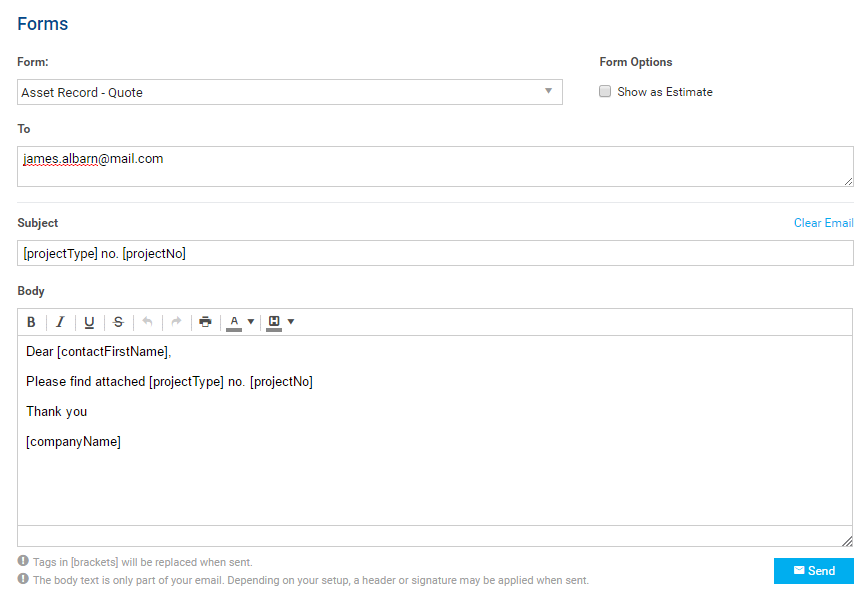 Forms
Form:
Form Options
Asset Record - Quote
Show as Estimate
To
james.albarn@mail.com
Subject
Clear Email
[projectType] no. [projectNo]
Body
B I U S A H
Dear [contactFirstName],
Please find attached [projectType] no. [projectNo]
Thank you
[companyName]
Tags in [brackets] will be replaced when sent.
The body text is only part of your email. Depending on your setup, a header or signature may be applied when sent.
Send